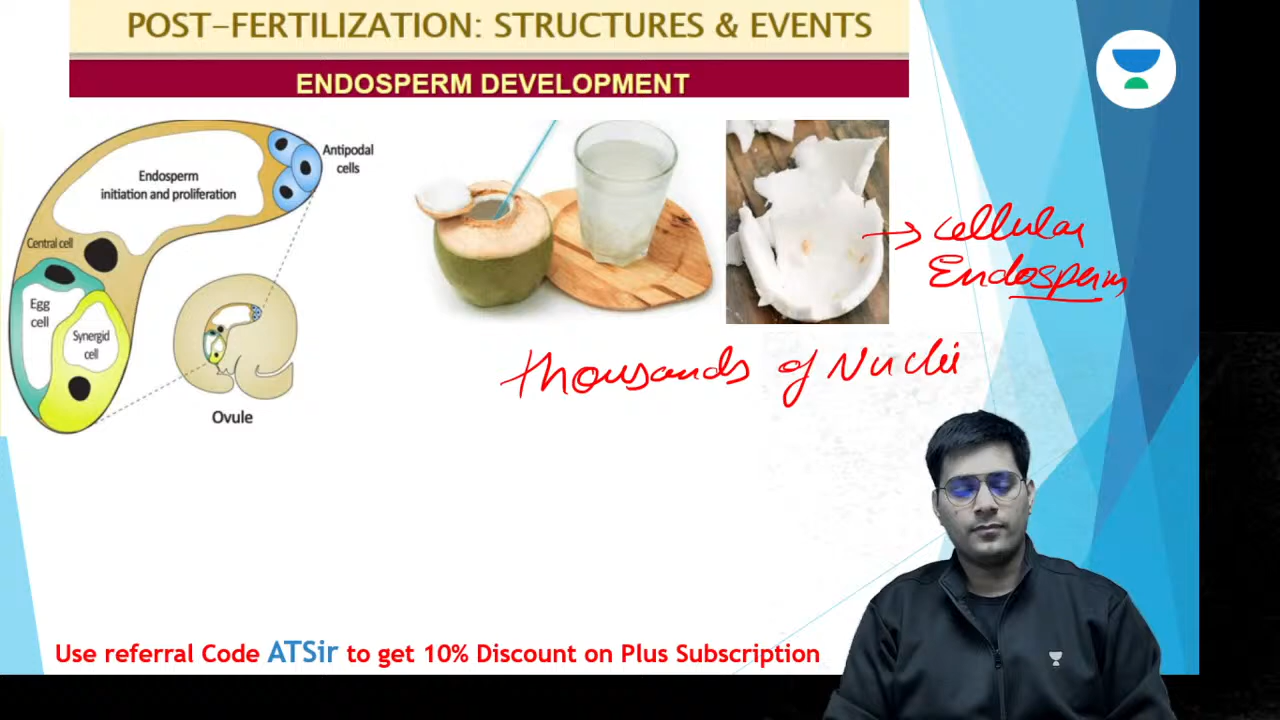 POST-FERTILIZATION: STRUCTURES & EVENTS
ENDOSPERM DEVELOPMENT
Endosperm
initiation and proliferation
Antipodal
cells
Central cell
Egg
cell
Synergid
cell
Ovule
Cellular
Endosperm
thousands of Nuclei
Use referral Code ATSir to get 10% Discount on Plus Subscription